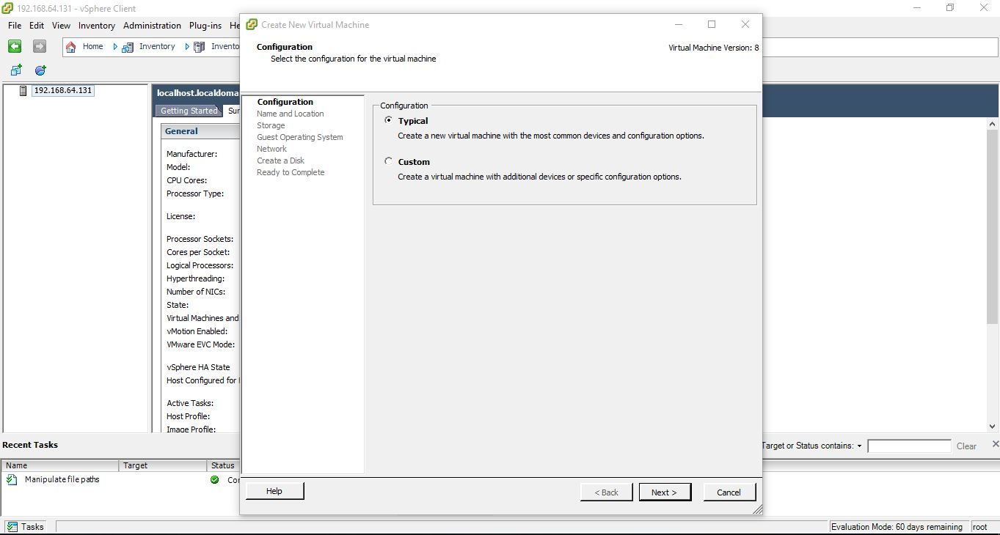 192.168.64.131 - vSphere Client
File Edit View Inventory Administration Plug-ins
Home Inventory
192.168.64.131
Getting Started
General
Manufacturer:
Model:
CPU Cores:
Processor Type:
License:
Processor Sockets:
Cores per Socket:
Logical Processors:
Hyperthreading:
Number of NICs:
State:
Virtual Machines and
vMotion Enabled:
VMware EVC Mode:
vSphere HA State
Host Configured for
Active Tasks:
Host Profile:
Image Profile:
Create New Virtual Machine
Configuration
Select the configuration for the virtual machine
Virtual Machine Version: 8
Configuration
Name and Location
Storage
Guest Operating System
Network
Create a Disk
Ready to Complete
Configuration
Typical
Create a new virtual machine with the most common devices and configuration options.
Custom
Create a virtual machine with additional devices or specific configuration options.
Help
< Back
Next >
Cancel
Recent Tasks
Target or Status contains:
Clear
Name Target Status
Manipulate file paths
Tasks
Evaluation Mode: 60 days remaining
root